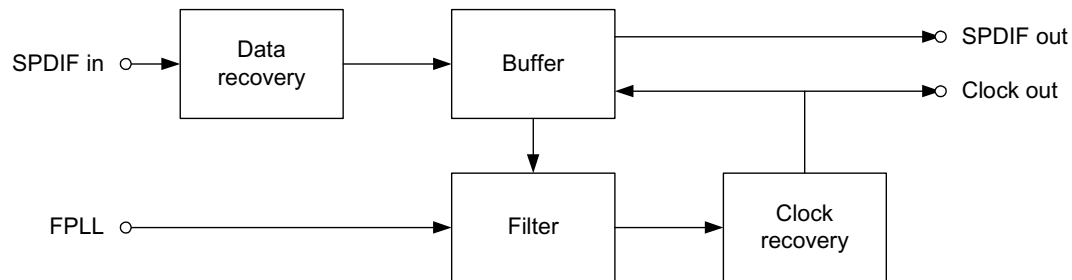 SPDIF in
Data
recovery
Buffer
SPDIF out
Clock out
FPLL
Filter
Clock
recovery